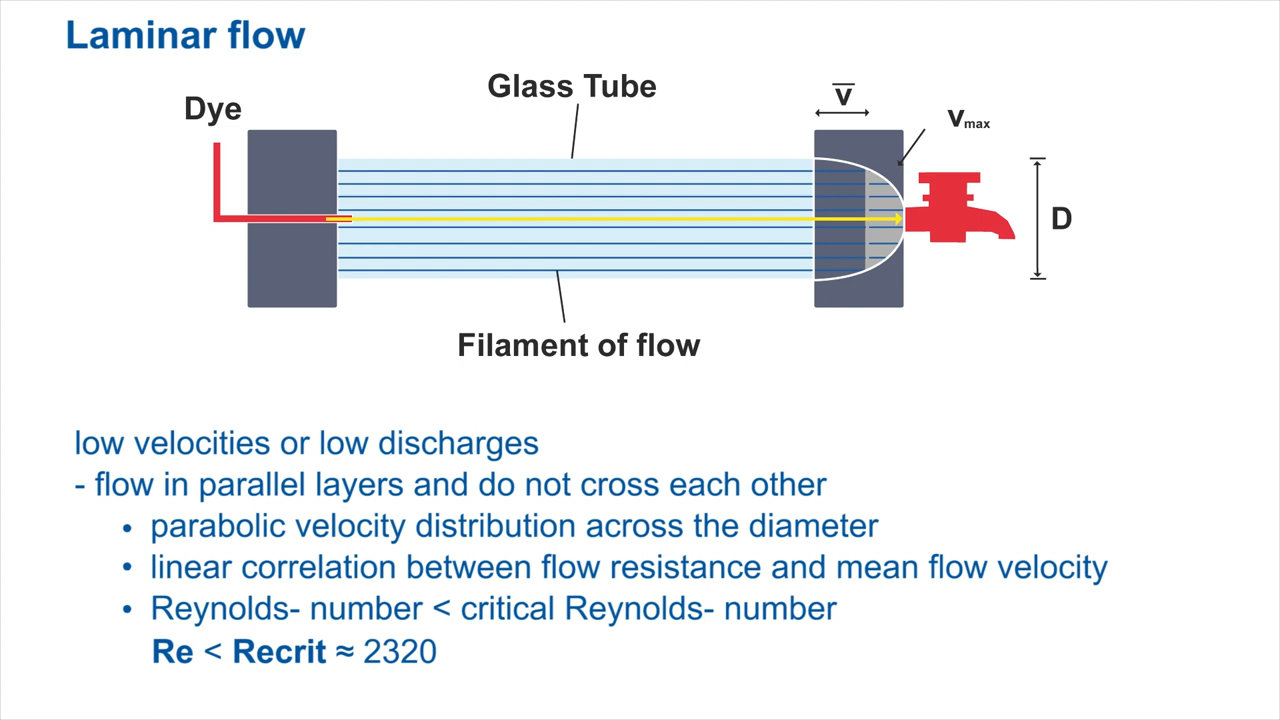 Laminar flow
Glass Tube
Dye
v̅
vmax
D
Filament of flow
low velocities or low discharges
- flow in parallel layers and do not cross each other
• parabolic velocity distribution across the diameter
• linear correlation between flow resistance and mean flow velocity
• Reynolds- number < critical Reynolds- number
Re < Recrit ≈ 2320